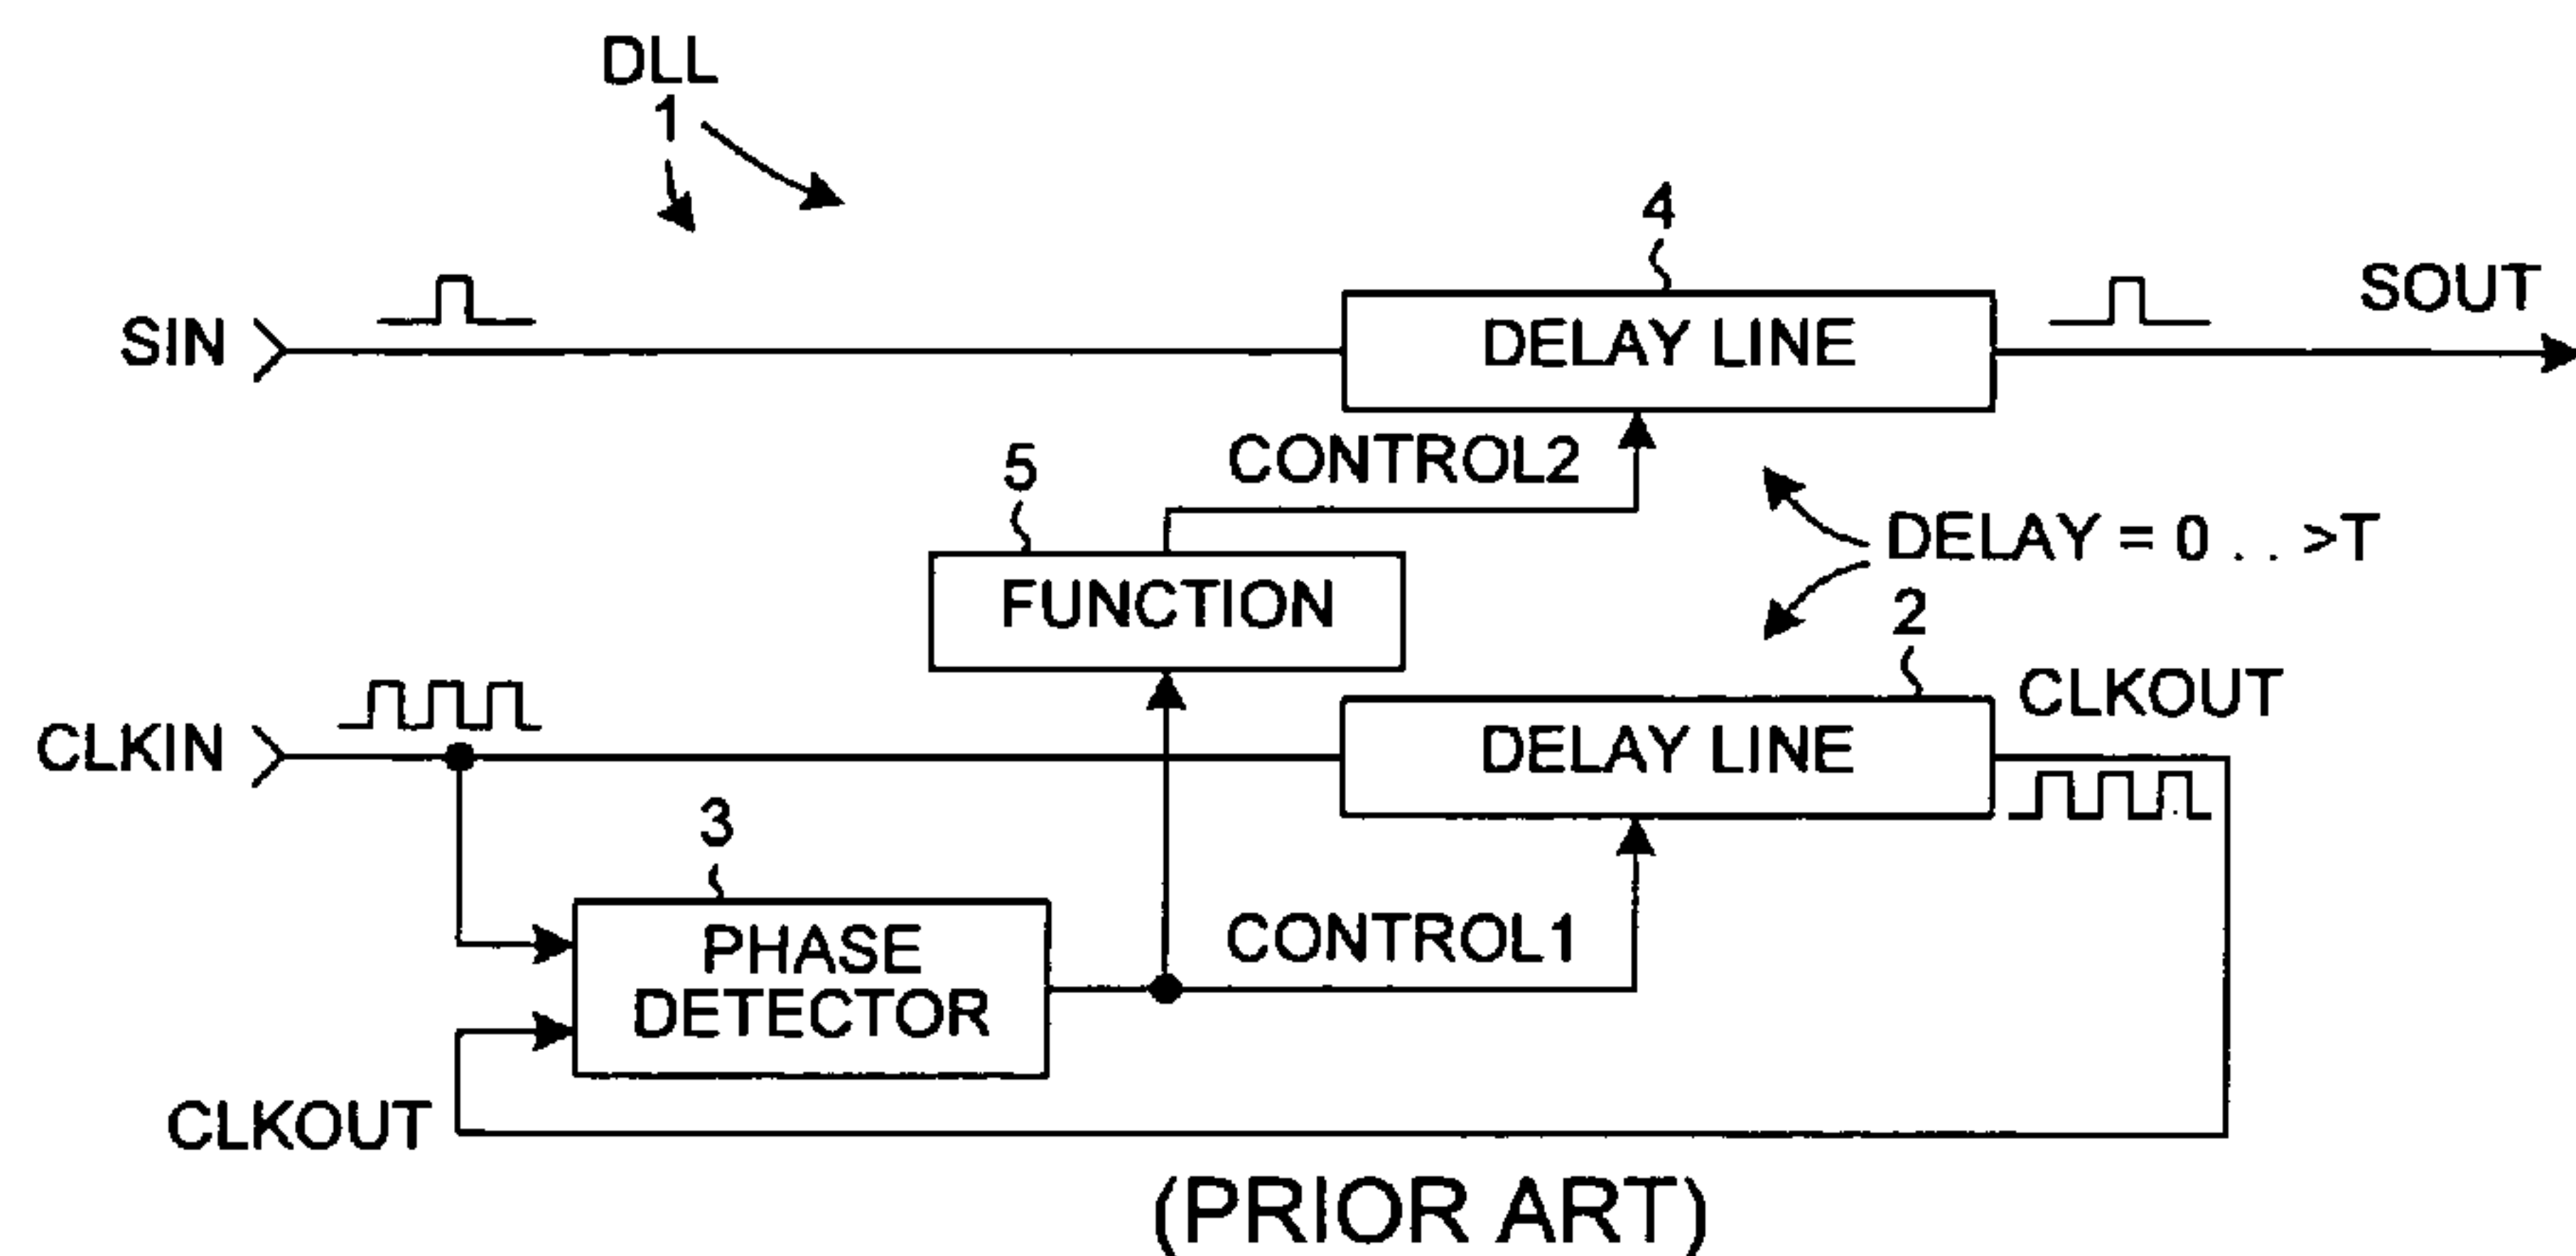 DLL
1
4
SIN
DELAY LINE
SOUT
CONTROL2
5
DELAY = 0 . . >T
FUNCTION
2
CLKOUT
CLKIN
DELAY LINE
3
PHASE
DETECTOR
CONTROL1
CLKOUT
(PRIOR ART)